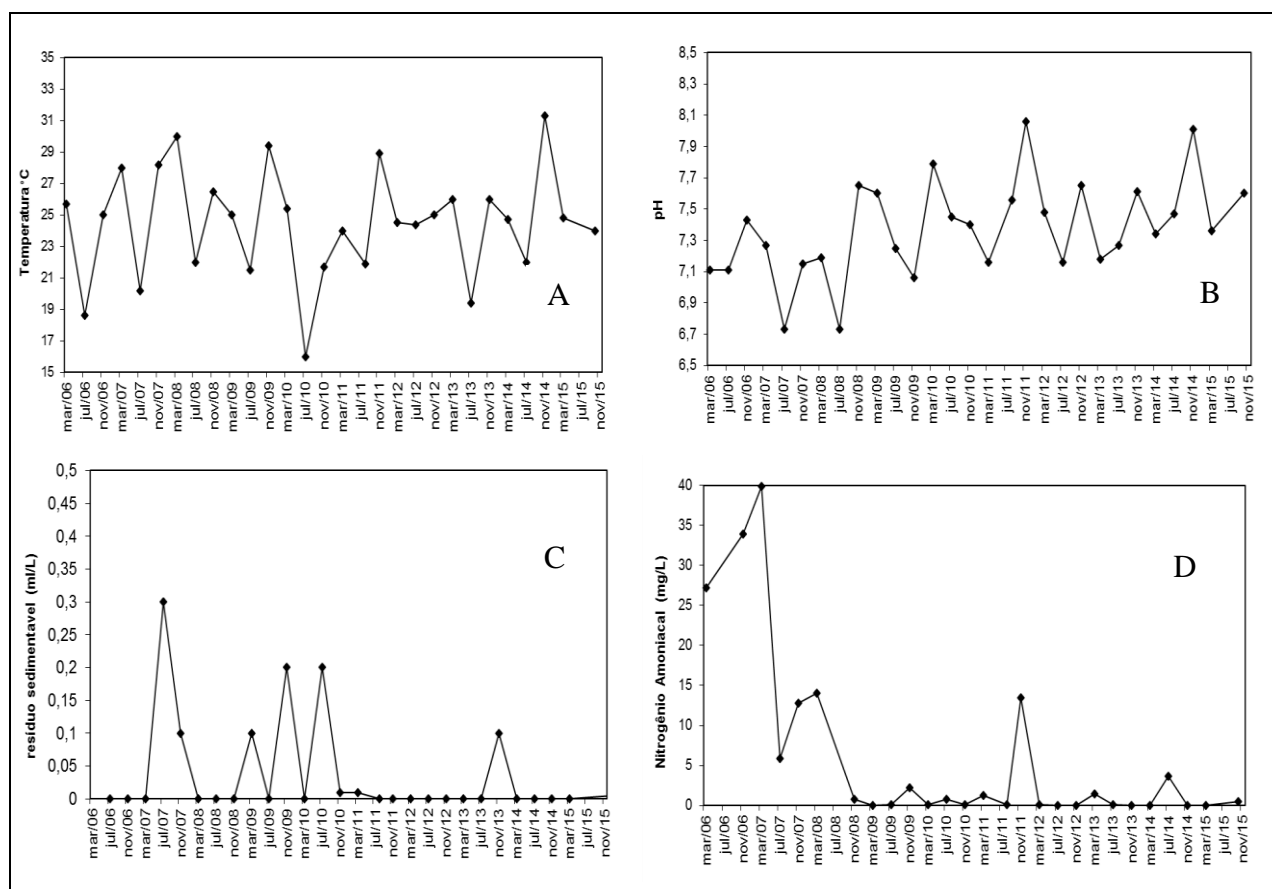 35
33
31
29
27
25
23
21
19
17
15
Temperatura °C
A
mar/06
jul/06
nov/06
mar/07
jul/07
nov/07
mar/08
jul/08
nov/08
mar/09
jul/09
nov/09
mar/10
jul/10
nov/10
mar/11
jul/11
nov/11
mar/12
jul/12
nov/12
mar/13
jul/13
nov/13
mar/14
jul/14
nov/14
mar/15
jul/15
nov/15
8,5
8,3
8,1
7,9
7,7
7,5
7,3
7,1
6,9
6,7
6,5
pH
B
mar/06
jul/06
nov/06
mar/07
jul/07
nov/07
mar/08
jul/08
nov/08
mar/09
jul/09
nov/09
mar/10
jul/10
nov/10
mar/11
jul/11
nov/11
mar/12
jul/12
nov/12
mar/13
jul/13
nov/13
mar/14
jul/14
nov/14
mar/15
jul/15
nov/15
0,5
0,45
0,4
0,35
0,3
0,25
0,2
0,15
0,1
0,05
0
resíduo sedimentavel (ml/L)
C
mar/06
jul/06
nov/06
mar/07
jul/07
nov/07
mar/08
jul/08
nov/08
mar/09
jul/09
nov/09
mar/10
jul/10
nov/10
mar/11
jul/11
nov/11
mar/12
jul/12
nov/12
mar/13
jul/13
nov/13
mar/14
jul/14
nov/14
mar/15
jul/15
nov/15
40
35
30
25
20
15
10
5
0
Nitrogênio Amoniacal (mg/L)
D
mar/06
jul/06
nov/06
mar/07
jul/07
nov/07
mar/08
jul/08
nov/08
mar/09
jul/09
nov/09
mar/10
jul/10
nov/10
mar/11
jul/11
nov/11
mar/12
jul/12
nov/12
mar/13
jul/13
nov/13
mar/14
jul/14
nov/14
mar/15
jul/15
nov/15